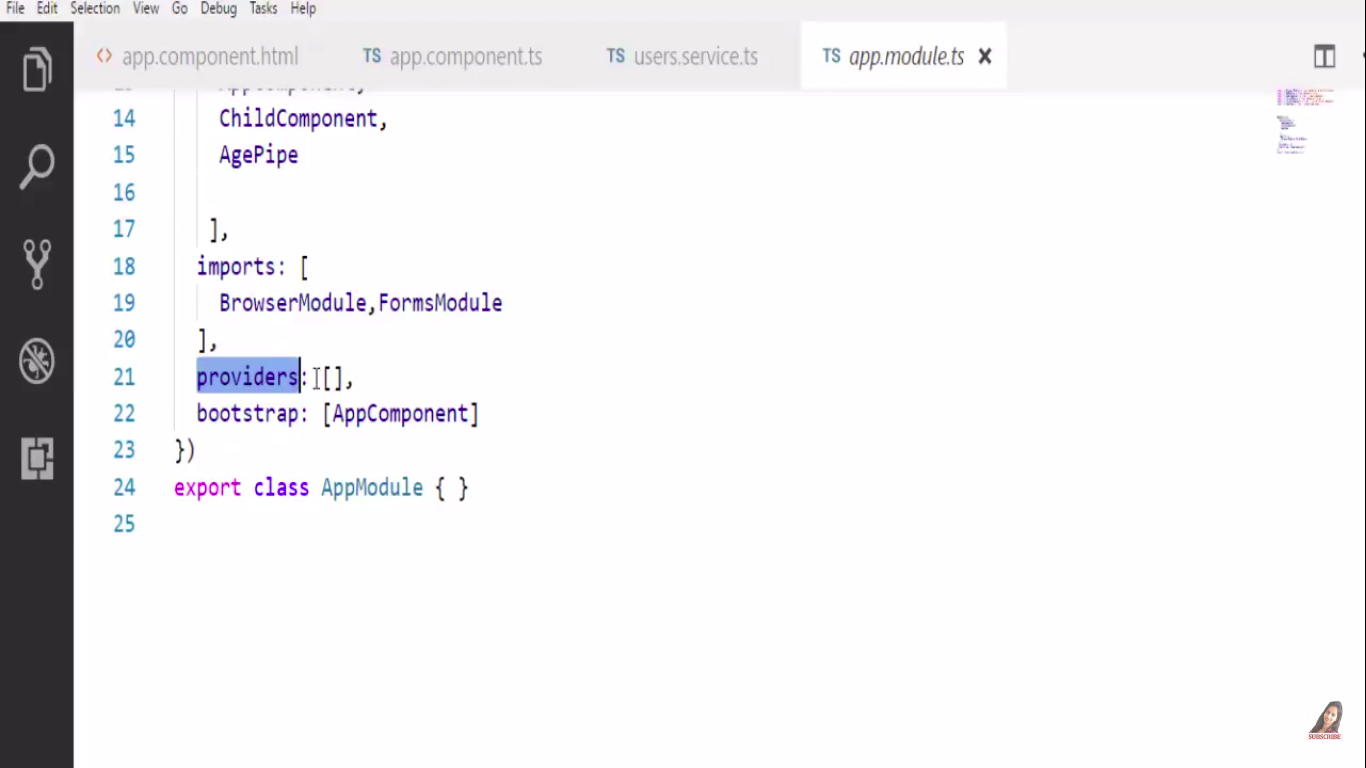 File Edit Selection View Go Debug Tasks Help
<> app.component.html TS app.component.ts TS users.service.ts TS app.module.ts
14 ChildComponent,
15 AgePipe
16
17 ],
18 imports: [
19 BrowserModule,FormsModule
20 ],
21 providers: [],
22 bootstrap: [AppComponent]
23 })
24 export class AppModule { }
25
SUBSCRIBE